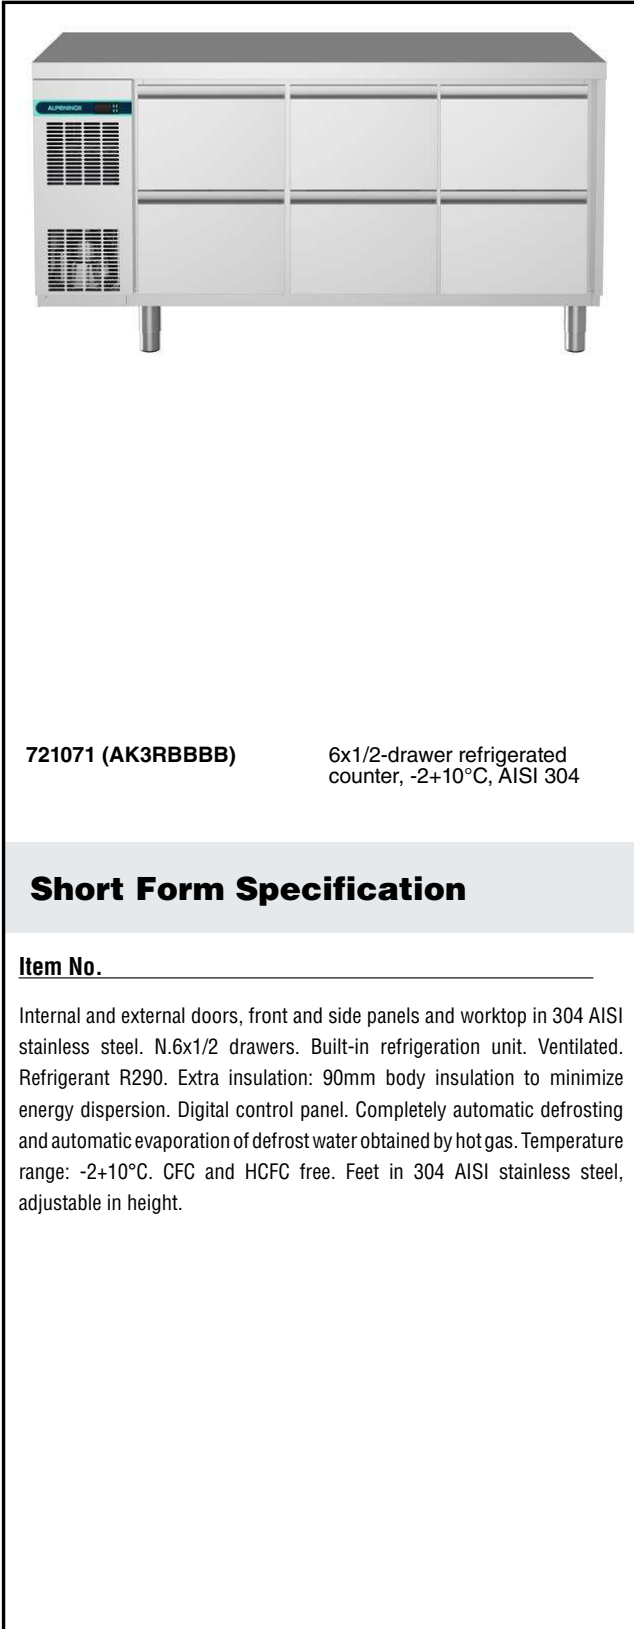 ALPENINOX
721071 (AK3RBBBB)
6x1/2-drawer refrigerated
counter, -2+10°C, AISI 304
Short Form Specification
Item No.
Internal and external doors, front and side panels and worktop in 304 AISI
stainless steel. N.6x1/2 drawers. Built-in refrigeration unit. Ventilated.
Refrigerant R290. Extra insulation: 90mm body insulation to minimize
energy dispersion. Digital control panel. Completely automatic defrosting
and automatic evaporation of defrost water obtained by hot gas. Temperature
range: -2+10°C. CFC and HCFC free. Feet in 304 AISI stainless steel,
adjustable in height.